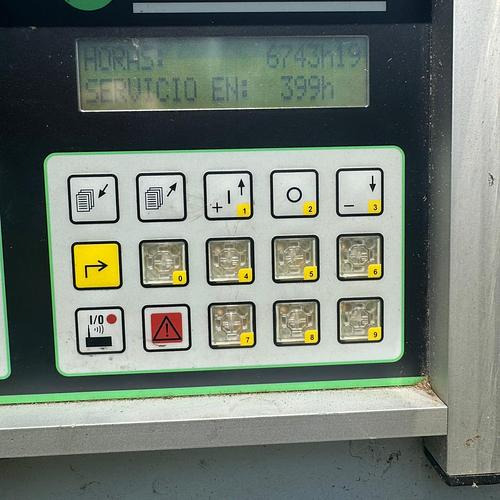 HORAS: 6743h19
SERVICIO EN: 399h
+ I 1
O 2
- 3
0
4
5
6
I/O
7
8
9